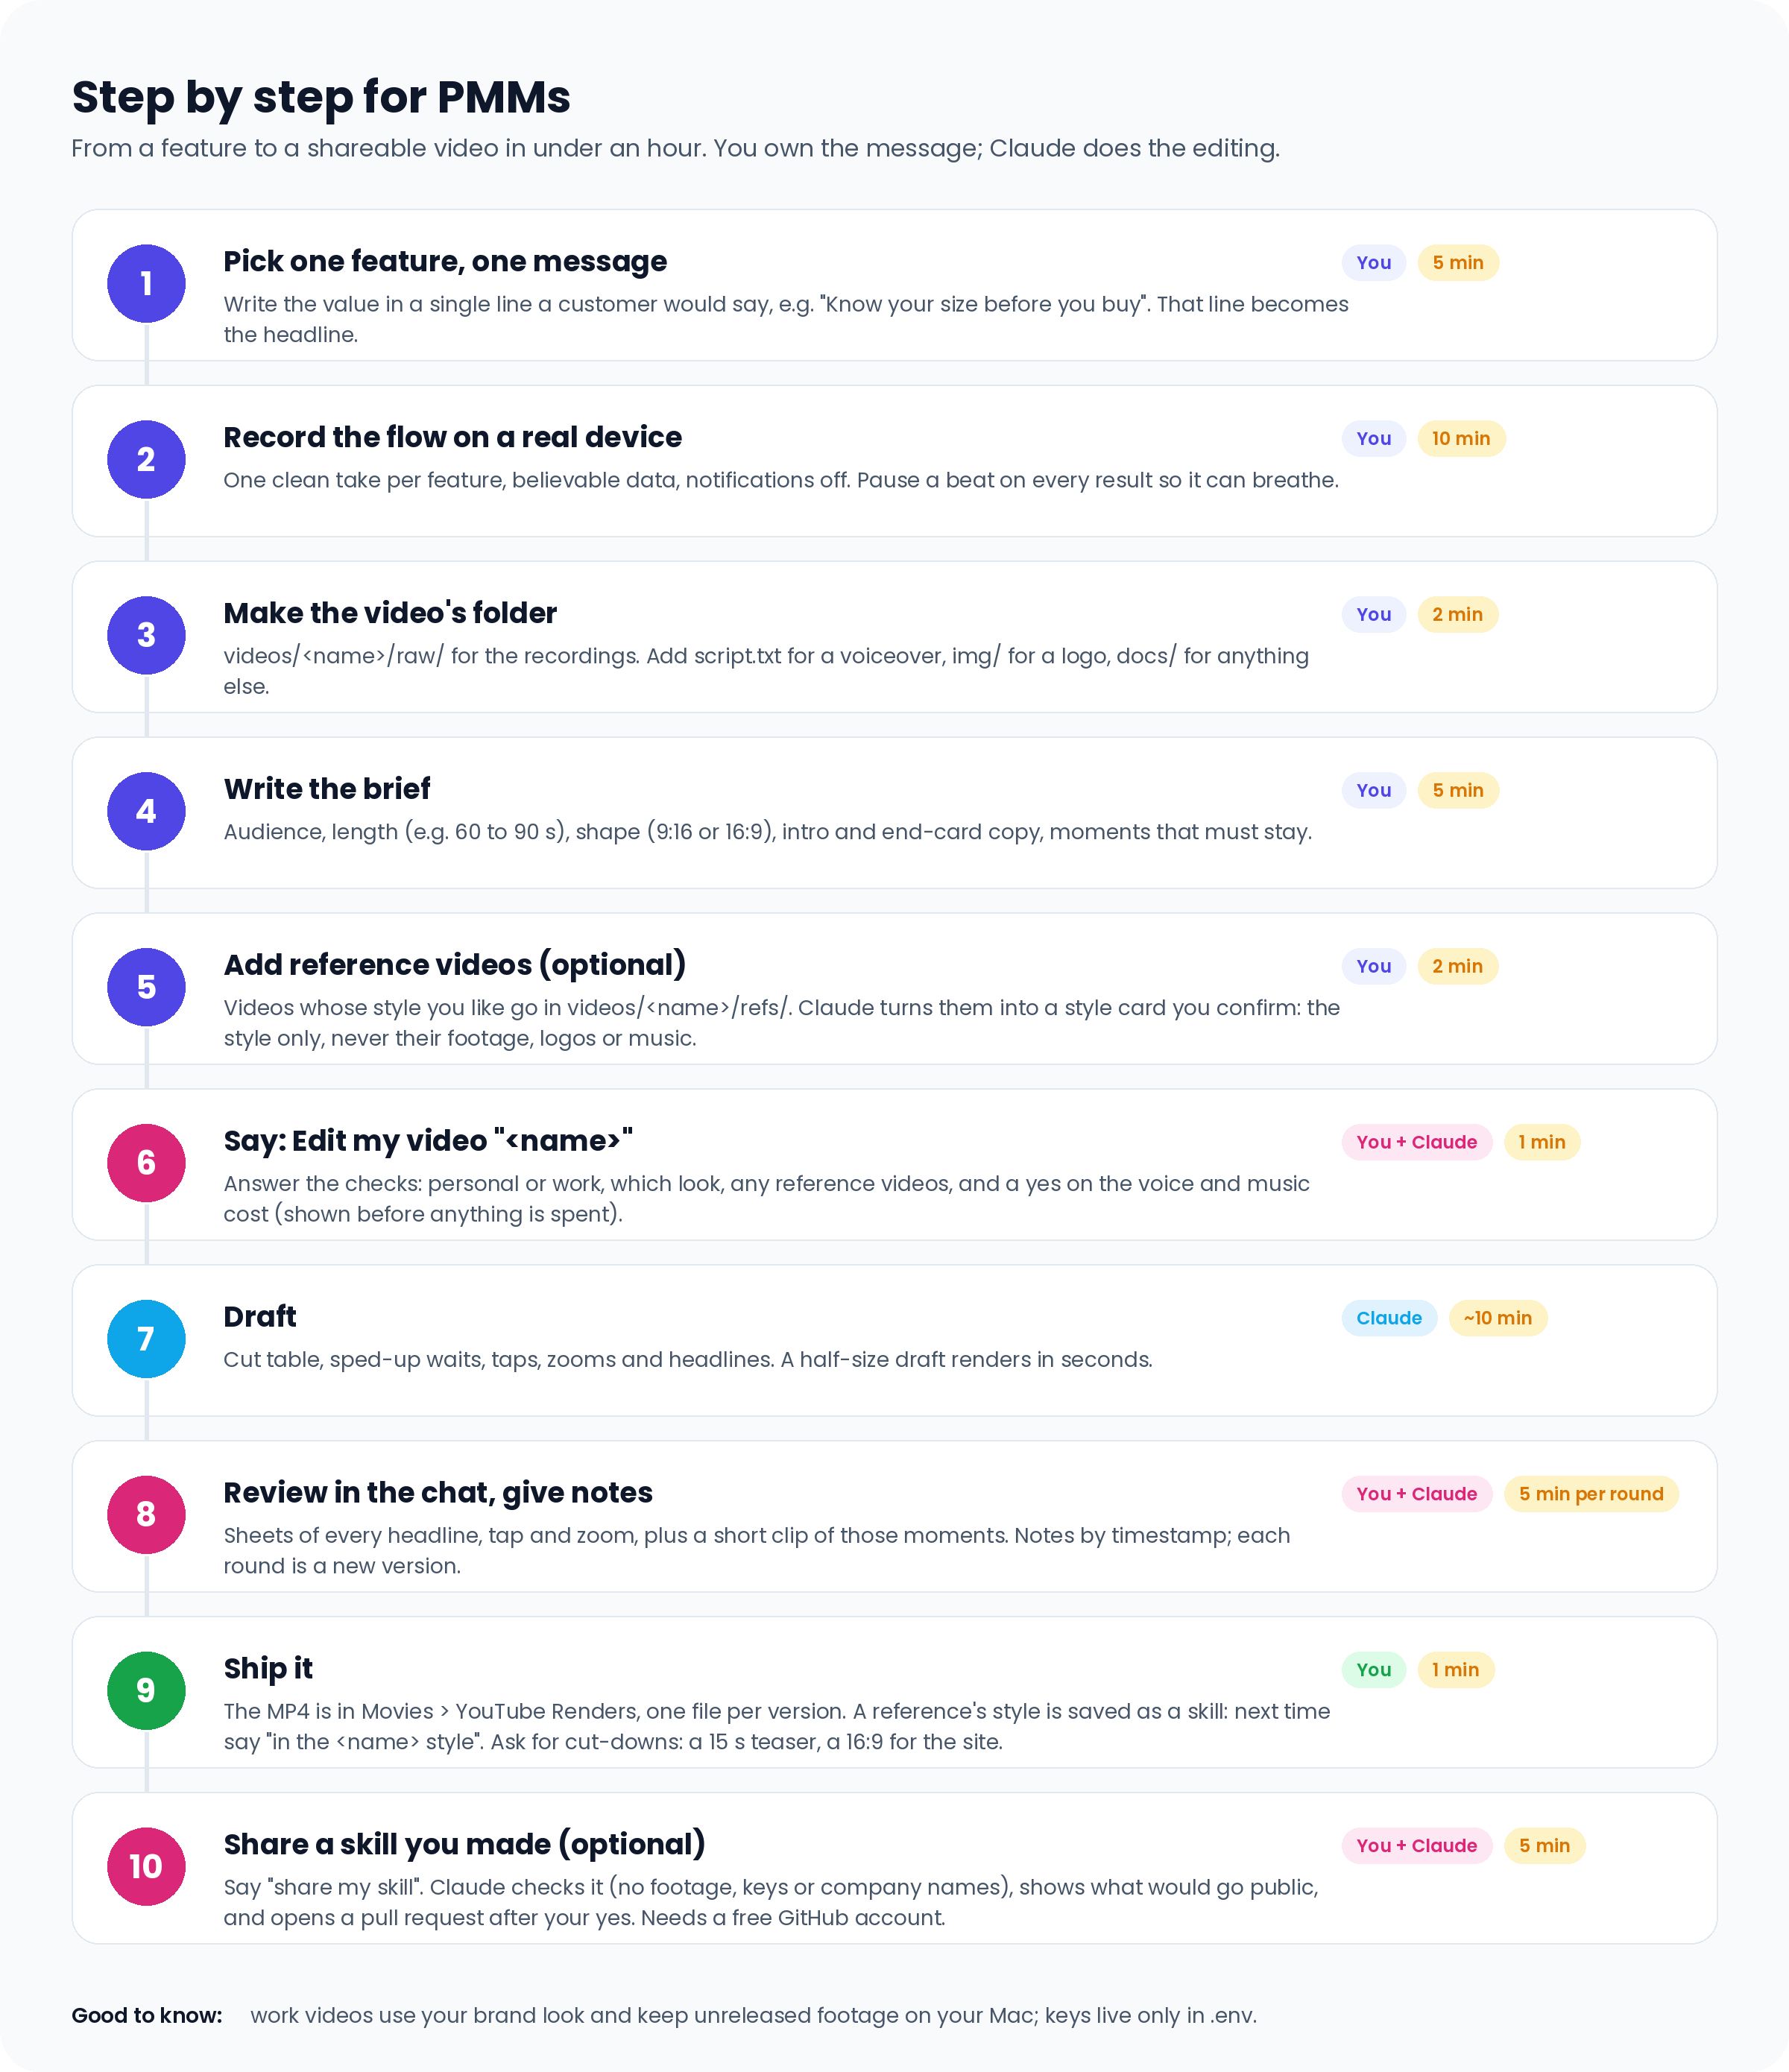 Step by step for PMMs
From a feature to a shareable video in under an hour. You own the message; Claude does the editing.
1
Pick one feature, one message
You
5 min
Write the value in a single line a customer would say, e.g. "Know your size before you buy". That line becomes
the headline.
2
Record the flow on a real device
You
10 min
One clean take per feature, believable data, notifications off. Pause a beat on every result so it can breathe.
3
Make the video's folder
You
2 min
videos/<name>/raw/ for the recordings. Add script.txt for a voiceover, img/ for a logo, docs/ for anything
else.
4
Write the brief
You
5 min
Audience, length (e.g. 60 to 90 s), shape (9:16 or 16:9), intro and end-card copy, moments that must stay.
5
Add reference videos (optional)
You
2 min
Videos whose style you like go in videos/<name>/refs/. Claude turns them into a style card you confirm: the
style only, never their footage, logos or music.
6
Say: Edit my video "<name>"
You + Claude
1 min
Answer the checks: personal or work, which look, any reference videos, and a yes on the voice and music
cost (shown before anything is spent).
7
Draft
Claude
~10 min
Cut table, sped-up waits, taps, zooms and headlines. A half-size draft renders in seconds.
8
Review in the chat, give notes
You + Claude
5 min per round
Sheets of every headline, tap and zoom, plus a short clip of those moments. Notes by timestamp; each
round is a new version.
9
Ship it
You
1 min
The MP4 is in Movies > YouTube Renders, one file per version. A reference's style is saved as a skill: next time
say "in the <name> style". Ask for cut-downs: a 15 s teaser, a 16:9 for the site.
10
Share a skill you made (optional)
You + Claude
5 min
Say "share my skill". Claude checks it (no footage, keys or company names), shows what would go public,
and opens a pull request after your yes. Needs a free GitHub account.
Good to know: work videos use your brand look and keep unreleased footage on your Mac; keys live only in .env.